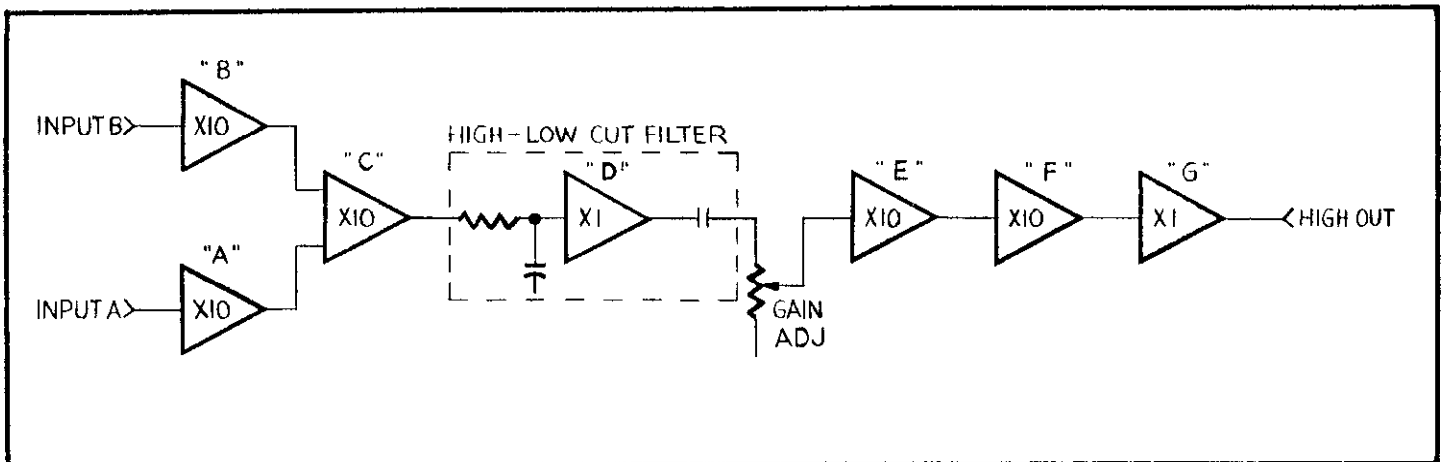 "B"
INPUT B
X10
"C"
X10
"A"
INPUT A
X10
HIGH-LOW CUT FILTER
"D"
X1
GAIN
ADJ
"E"
X10
"F"
X10
"G"
X1
HIGH OUT